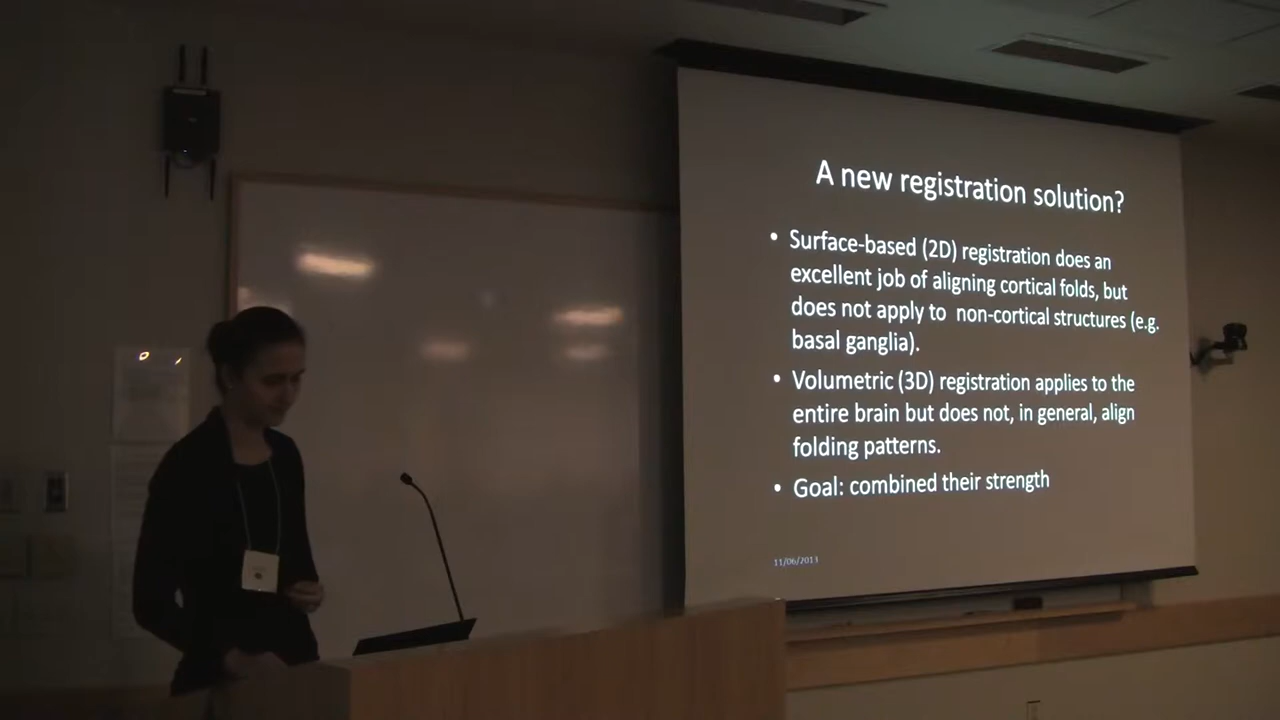 A new registration solution?
• Surface-based (2D) registration does an
excellent job of aligning cortical folds, but
does not apply to non-cortical structures (e.g.
basal ganglia).
• Volumetric (3D) registration applies to the
entire brain but does not, in general, align
folding patterns.
• Goal: combined their strength
11/06/2013